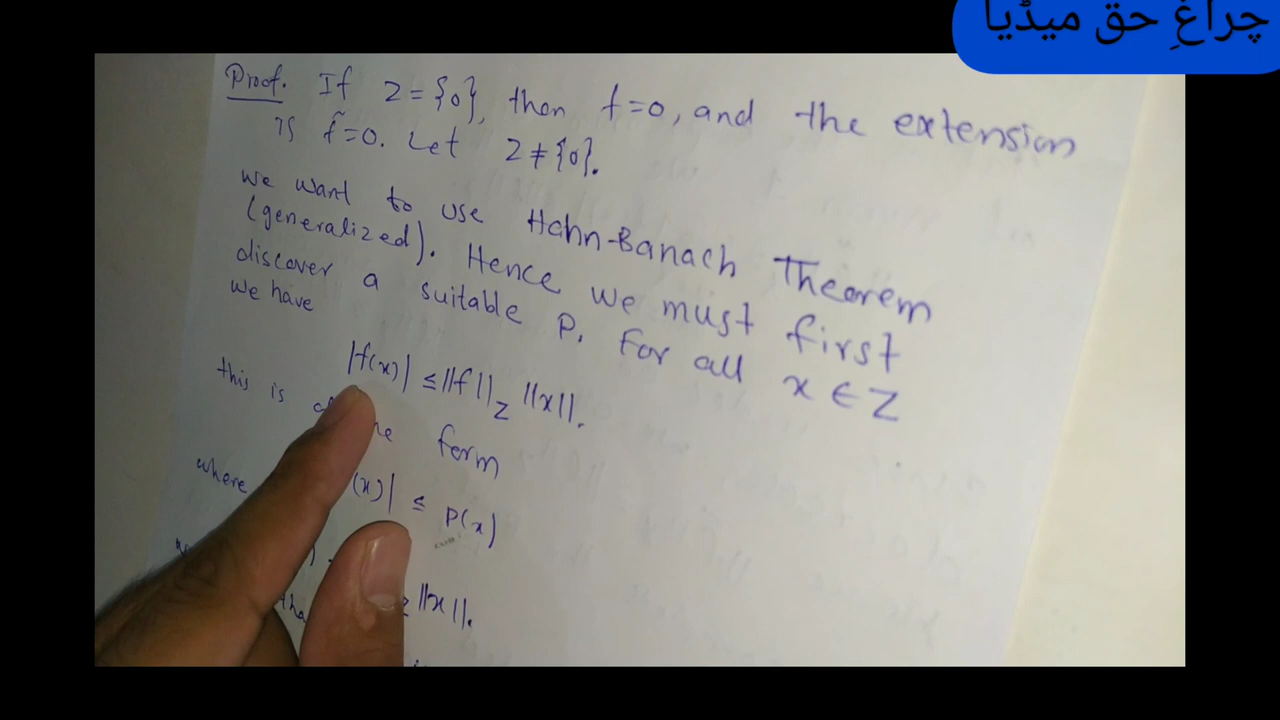 چراغِ حق میڈیا
Proof. If Z={0}, then f=0, and the extension
is f̃=0. Let Z≠{0}.
we want to use Hahn-Banach Theorem
(generalized). Hence we must first
discover a suitable P. For all x∈Z
we have
|f(x)| ≤ ||f||_Z ||x||.
this is form
where (x)| ≤ P(x)
||x||.